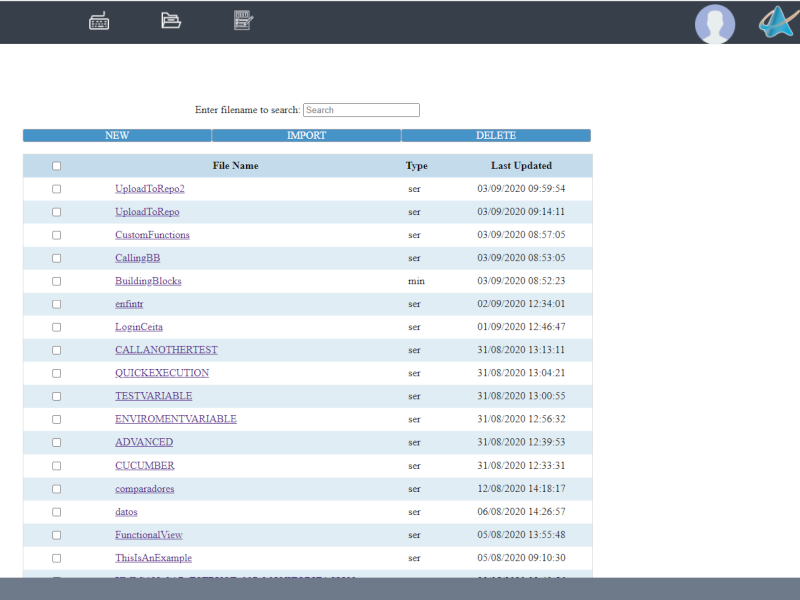 Enter filename to search: Search
NEW IMPORT DELETE
File Name Type Last Updated
UploadToRepo2 ser 03/09/2020 09:59:54
UploadToRepo ser 03/09/2020 09:14:11
CustomFunctions ser 03/09/2020 08:57:05
CallingBB ser 03/09/2020 08:53:05
BuildingBlocks min 03/09/2020 08:52:23
enfintr ser 02/09/2020 12:34:01
LoginCeita ser 01/09/2020 12:46:47
CALLANOTHERTEST ser 31/08/2020 13:13:11
QUICKEXECUTION ser 31/08/2020 13:04:21
TESTVARIABLE ser 31/08/2020 13:00:55
ENVIROMENTVARIABLE ser 31/08/2020 12:56:32
ADVANCED ser 31/08/2020 12:39:53
CUCUMBER ser 31/08/2020 12:33:31
comparadores ser 12/08/2020 14:18:17
datos ser 06/08/2020 14:26:57
FunctionalView ser 05/08/2020 13:55:48
ThisIsAnExample ser 05/08/2020 09:10:30